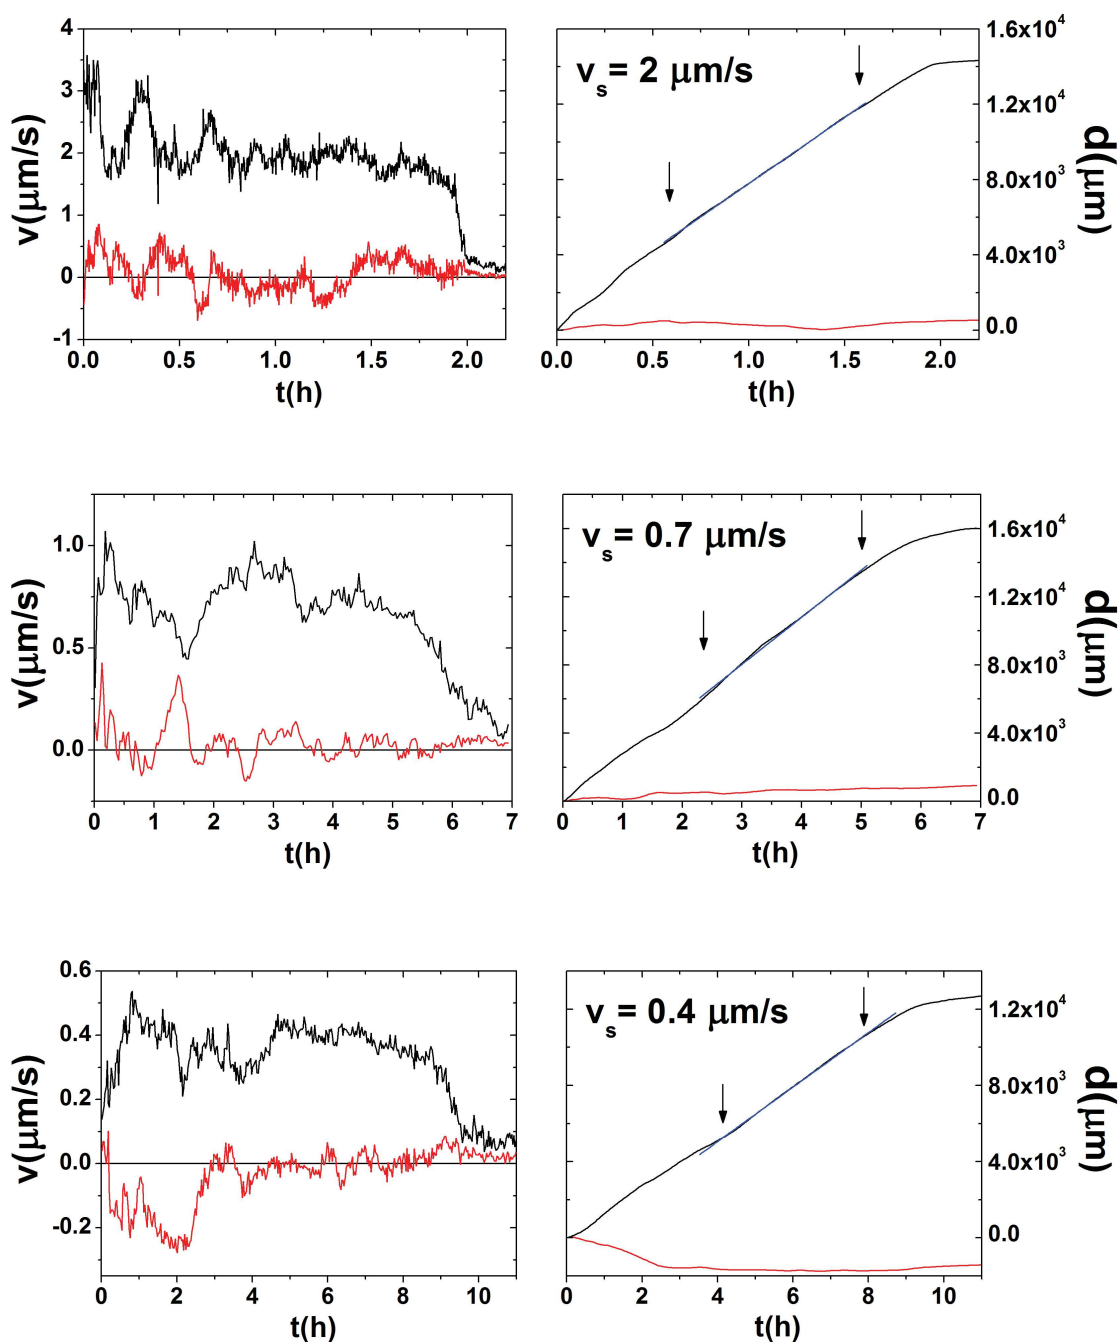 4
3
2
1
0
-1
v(μm/s)
0.0 0.5 1.0 1.5 2.0
t(h)
v_s = 2 μm/s
1.6x10⁴
1.2x10⁴
8.0x10³
4.0x10³
0.0
d(μm)
0.0 0.5 1.0 1.5 2.0
t(h)
1.0
0.5
0.0
v(μm/s)
0 1 2 3 4 5 6 7
t(h)
v_s = 0.7 μm/s
1.6x10⁴
1.2x10⁴
8.0x10³
4.0x10³
0.0
d(μm)
0 1 2 3 4 5 6 7
t(h)
0.6
0.4
0.2
0.0
-0.2
v(μm/s)
0 2 4 6 8 10
t(h)
v_s = 0.4 μm/s
1.2x10⁴
8.0x10³
4.0x10³
0.0
d(μm)
0 2 4 6 8 10
t(h)